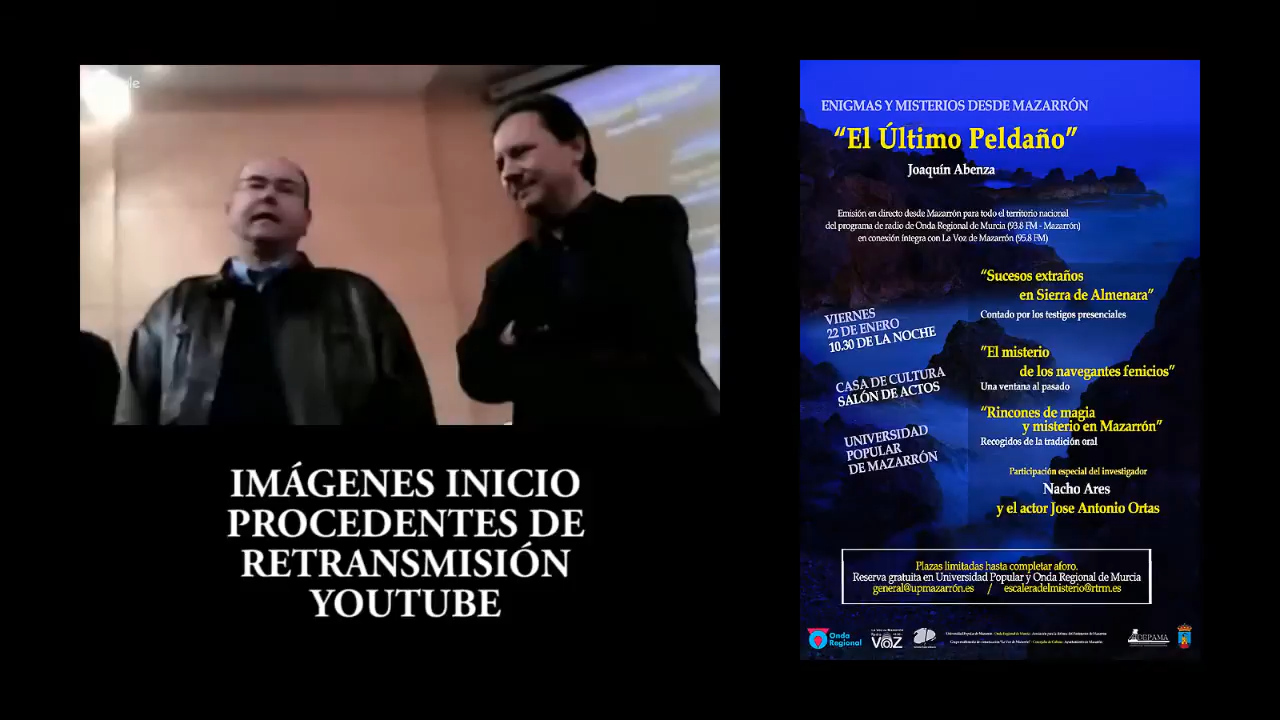 IMÁGENES INICIO
PROCEDENTES DE
RETRANSMISIÓN
YOUTUBE
ENIGMAS Y MISTERIOS DESDE MAZARRÓN
“El Último Peldaño”
Joaquín Abenza
Emisión en directo desde Mazarrón para todo el territorio nacional
del programa de radio de Onda Regional de Murcia (93.8 FM - Mazarrón)
en conexión íntegra con La Voz de Mazarrón (95.8 FM)
VIERNES
22 DE ENERO
10.30 DE LA NOCHE
CASA DE CULTURA
SALÓN DE ACTOS
UNIVERSIDAD
POPULAR
DE MAZARRÓN
“Sucesos extraños
en Sierra de Almenara”
Contado por los testigos presenciales
“El misterio
de los navegantes fenicios”
Una ventana al pasado
“Rincones de magia
y misterio en Mazarrón”
Recogidos de la tradición oral
Participación especial del investigador
Nacho Ares
y el actor Jose Antonio Ortas
Plazas limitadas hasta completar aforo.
Reserva gratuita en Universidad Popular y Onda Regional de Murcia
general@upmazarrón.es / escaleradelmisterio@rtrm.es
Onda
Regional
VOZ